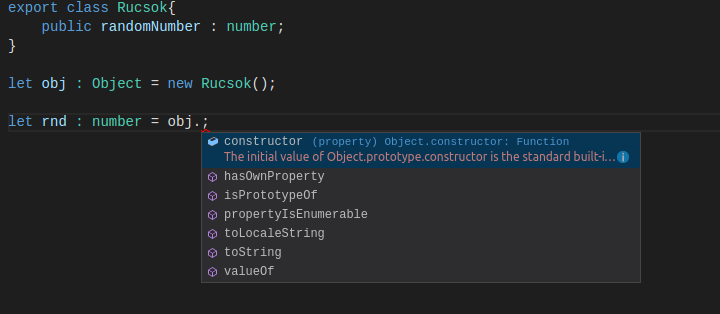 export class Rucsok{
public randomNumber : number;
}
let obj : Object = new Rucsok();
let rnd : number = obj.;
constructor (property) Object.constructor: Function
The initial value of Object.prototype.constructor is the standard built-i...
hasOwnProperty
isPrototypeOf
propertyIsEnumerable
toLocaleString
toString
valueOf